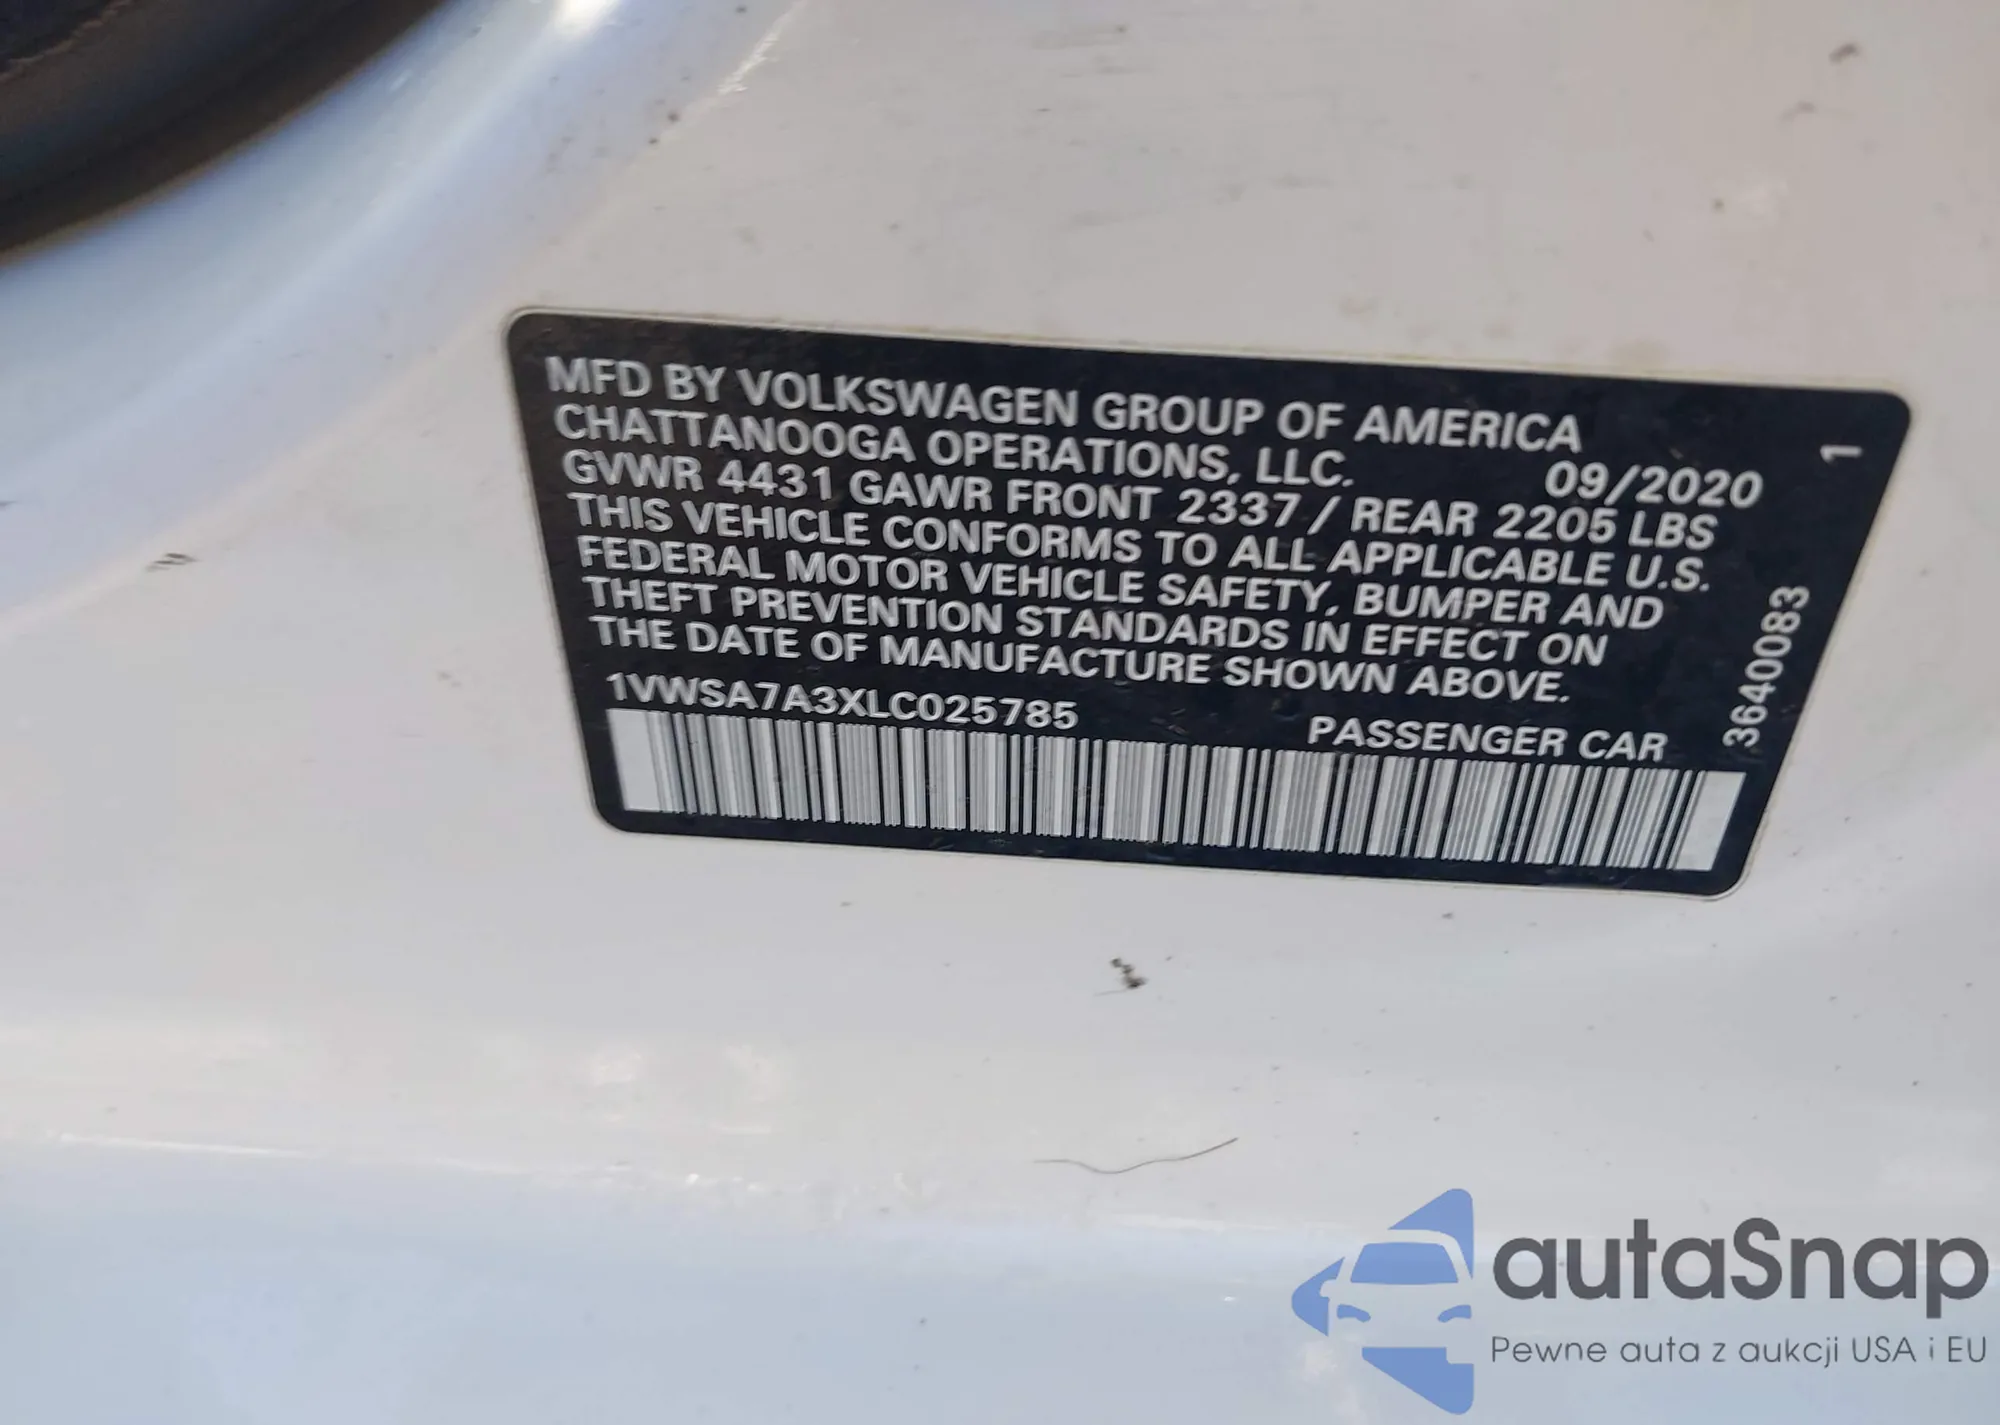 MFD BY VOLKSWAGEN GROUP OF AMERICA
CHATTANOOGA OPERATIONS, LLC. 09/2020
GVWR 4431 GAWR FRONT 2337 / REAR 2205 LBS
THIS VEHICLE CONFORMS TO ALL APPLICABLE U.S.
FEDERAL MOTOR VEHICLE SAFETY, BUMPER AND
THEFT PREVENTION STANDARDS IN EFFECT ON
THE DATE OF MANUFACTURE SHOWN ABOVE.
1VWSA7A3XLC025785 PASSENGER CAR
3640083 1
autaSnap
Pewne auta z aukcji USA i EU